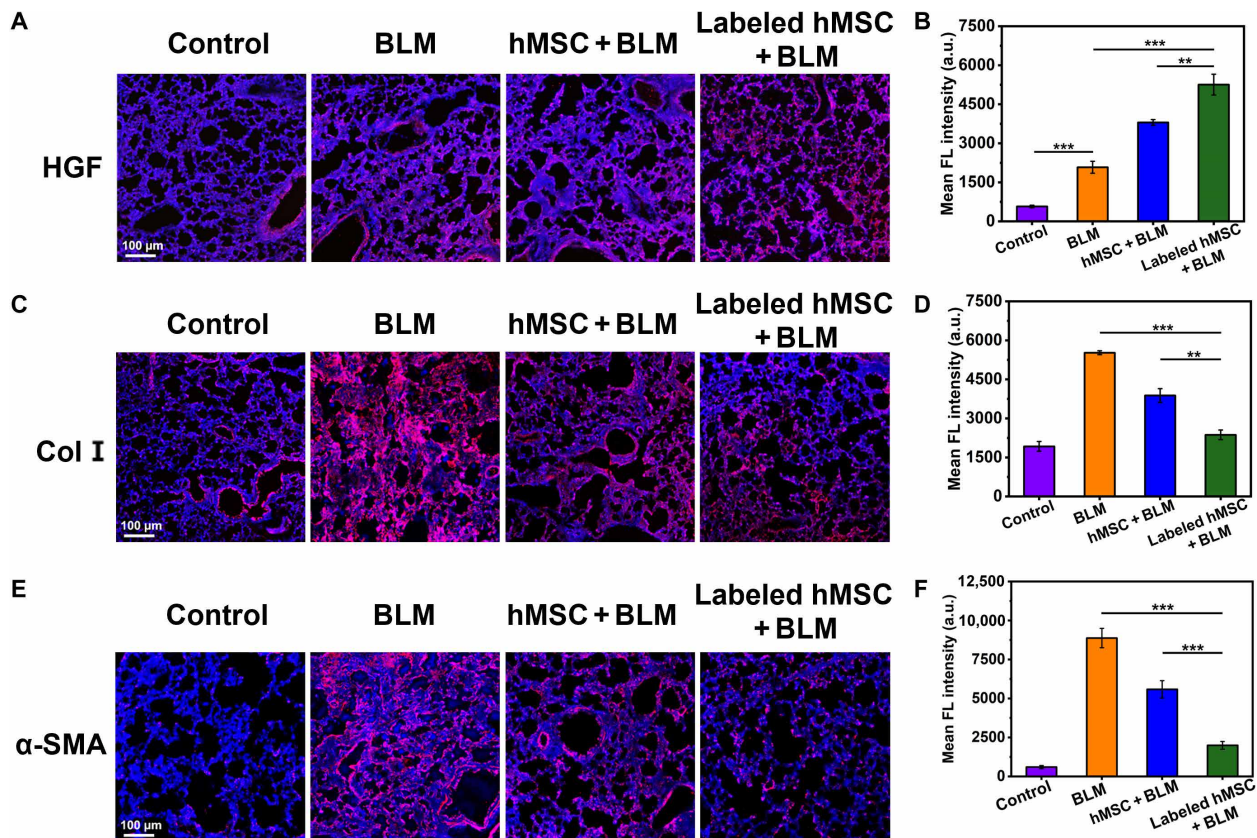 A
Control
BLM
hMSC + BLM
Labeled hMSC
+ BLM
HGF
100 µm
B
Mean FL intensity (a.u.)
7500
6000
4500
3000
1500
0
***
***
**
Control
BLM
hMSC + BLM
Labeled hMSC
+ BLM
C
Control
BLM
hMSC + BLM
Labeled hMSC
+ BLM
Col I
100 µm
D
Mean FL intensity (a.u.)
7500
6000
4500
3000
1500
0
***
**
Control
BLM
hMSC + BLM
Labeled hMSC
+ BLM
E
Control
BLM
hMSC + BLM
Labeled hMSC
+ BLM
α-SMA
100 µm
F
Mean FL intensity (a.u.)
12,500
10,000
7500
5000
2500
0
***
***
Control
BLM
hMSC + BLM
Labeled hMSC
+ BLM